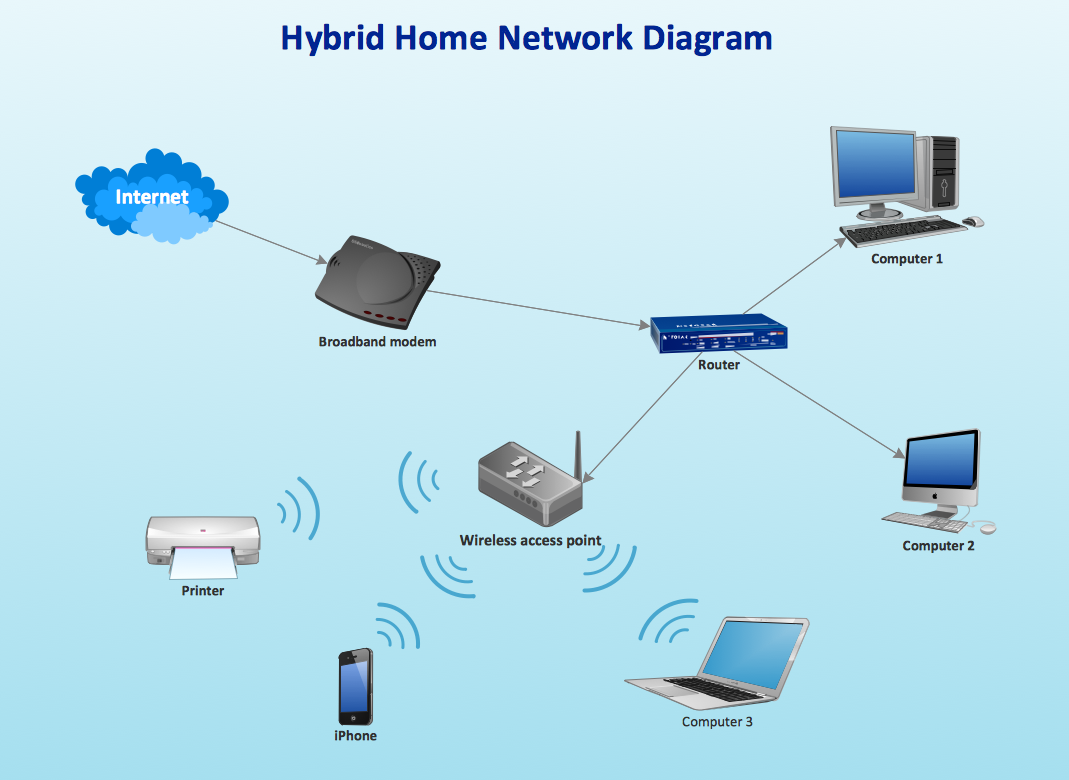 Hybrid Home Network Diagram
Internet
Computer 1
Broadband modem
Router
Wireless access point
Computer 2
Printer
Computer 3
iPhone